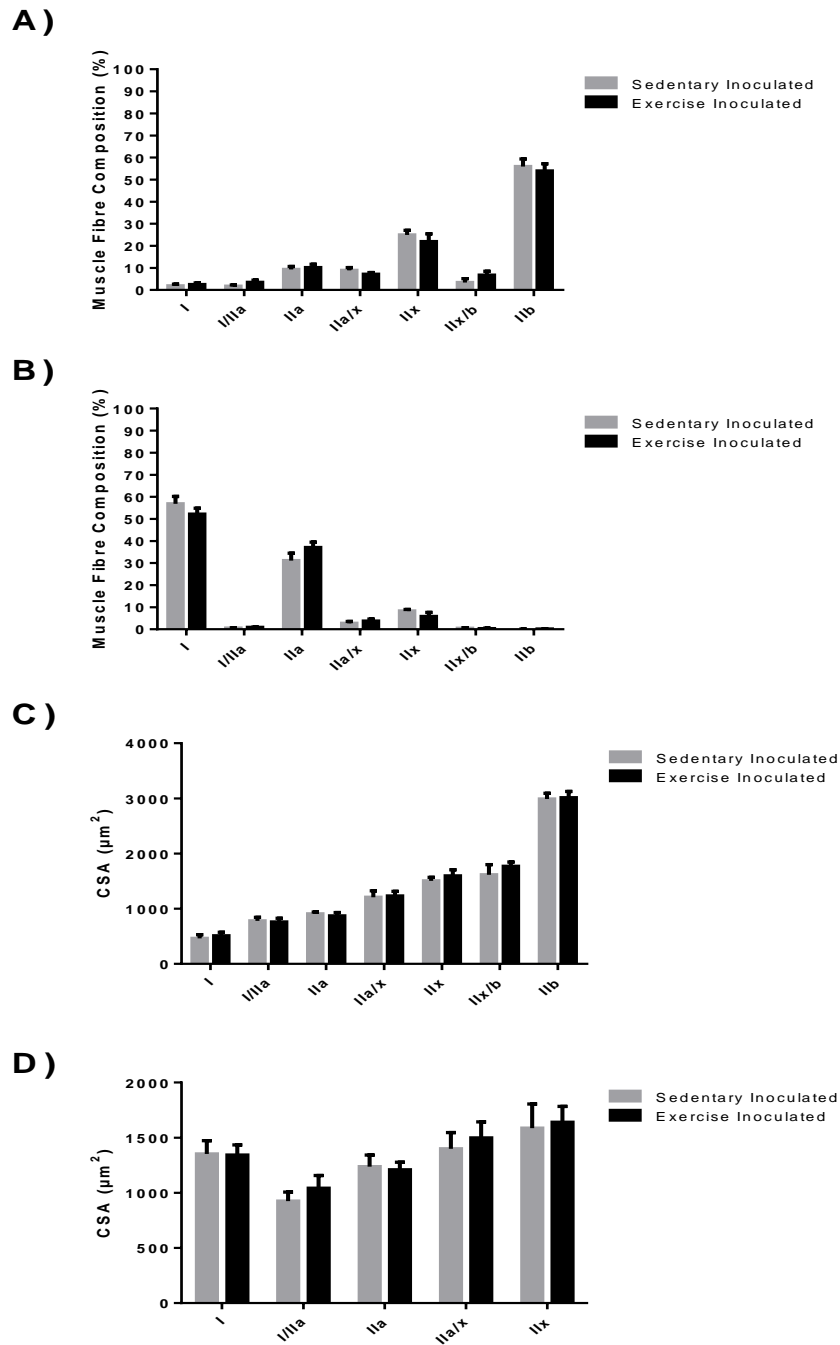 A)
Muscle Fibre Composition (%)
100
90
80
70
60
50
40
30
20
10
0
I I/IIa IIa IIa/x IIx IIx/b IIb
Sedentary Inoculated
Exercise Inoculated
B)
Muscle Fibre Composition (%)
100
90
80
70
60
50
40
30
20
10
0
I I/IIa IIa IIa/x IIx IIx/b IIb
Sedentary Inoculated
Exercise Inoculated
C)
CSA (µm²)
4000
3000
2000
1000
0
I I/IIa IIa IIa/x IIx IIx/b IIb
Sedentary Inoculated
Exercise Inoculated
D)
CSA (µm²)
2000
1500
1000
500
0
I I/IIa IIa IIa/x IIx
Sedentary Inoculated
Exercise Inoculated